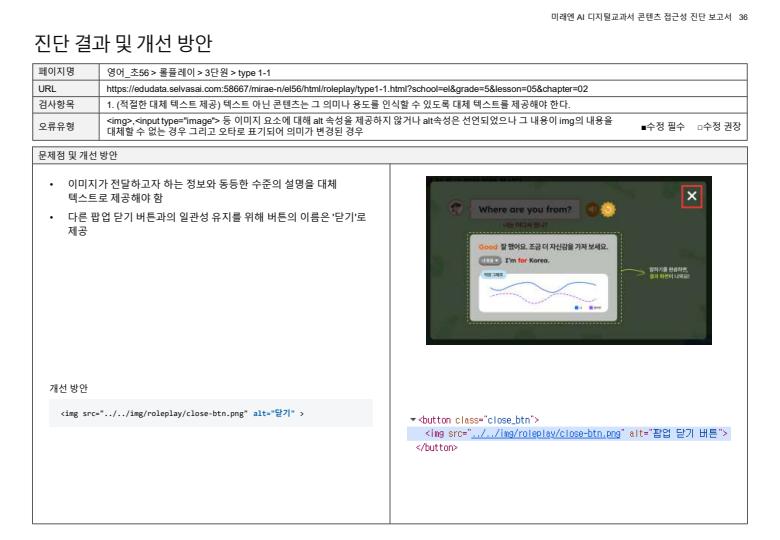 미래엔 AI 디지털교과서 콘텐츠 접근성 진단 보고서 36
진단 결과 및 개선 방안
페이지명 영어_초56 > 롤플레이 > 3단원 > type 1-1
URL https://edudata.selvasai.com:58667/mirae-n/el56/html/roleplay/type1-1.html?school=el&grade=5&lesson=05&chapter=02
검사항목 1. (적절한 대체 텍스트 제공) 텍스트 아닌 콘텐츠는 그 의미나 용도를 인식할 수 있도록 대체 텍스트를 제공해야 한다.
오류유형 <img>,<input type="image"> 등 이미지 요소에 대해 alt 속성을 제공하지 않거나 alt속성은 선언되었으나 그 내용이 img의 내용을
대체할 수 없는 경우 그리고 오타로 표기되어 의미가 변경된 경우
■수정 필수 □수정 권장
문제점 및 개선 방안
• 이미지가 전달하고자 하는 정보와 동등한 수준의 설명을 대체
텍스트로 제공해야 함
• 다른 팝업 닫기 버튼과의 일관성 유지를 위해 버튼의 이름은 '닫기'로
제공
Where are you from?
Good 잘 했어요. 조금 더 자신감을 가져 보세요.
I'm for Korea.
말하기를 완료하면,
결과 화면이 나와요!
개선 방안
<img src="../../img/roleplay/close-btn.png" alt="닫기" >
▼<button class="close_btn">
<img src="../../img/roleplay/close-btn.png" alt="팝업 닫기 버튼">
</button>